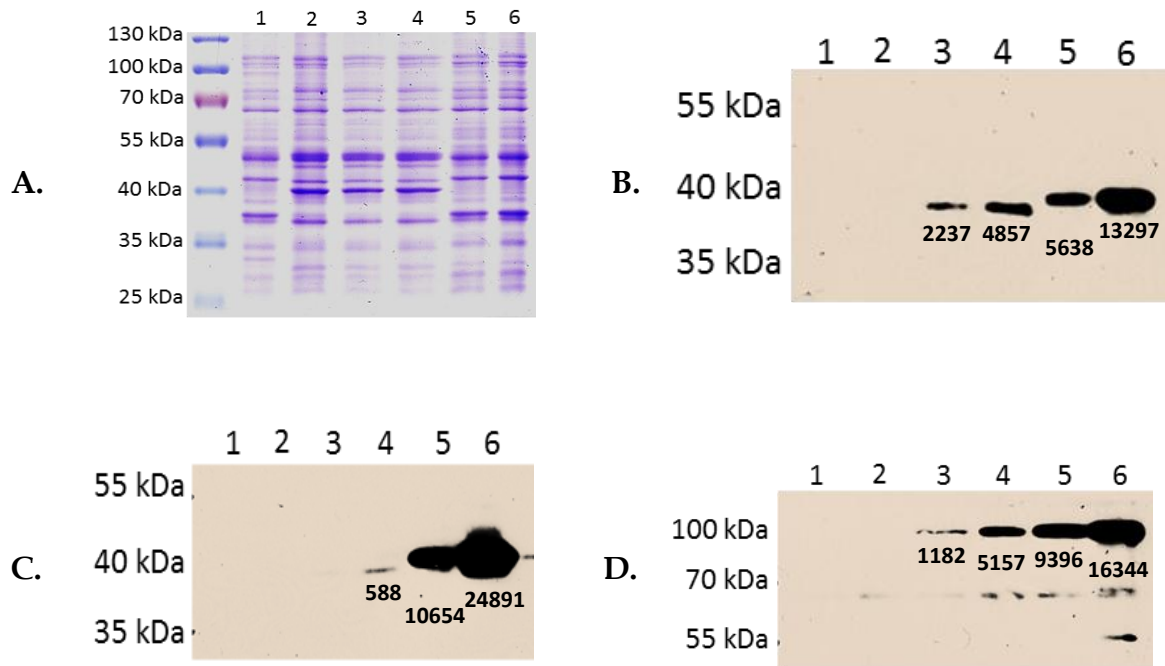 1 2 3 4 5 6
130 kDa
100 kDa
70 kDa
55 kDa
40 kDa
35 kDa
25 kDa
A.
1 2 3 4 5 6
55 kDa
40 kDa
35 kDa
2237 4857 5638 13297
B.
1 2 3 4 5 6
55 kDa
40 kDa
35 kDa
588 10654 24891
C.
1 2 3 4 5 6
100 kDa
70 kDa
55 kDa
1182 5157 9396 16344
D.